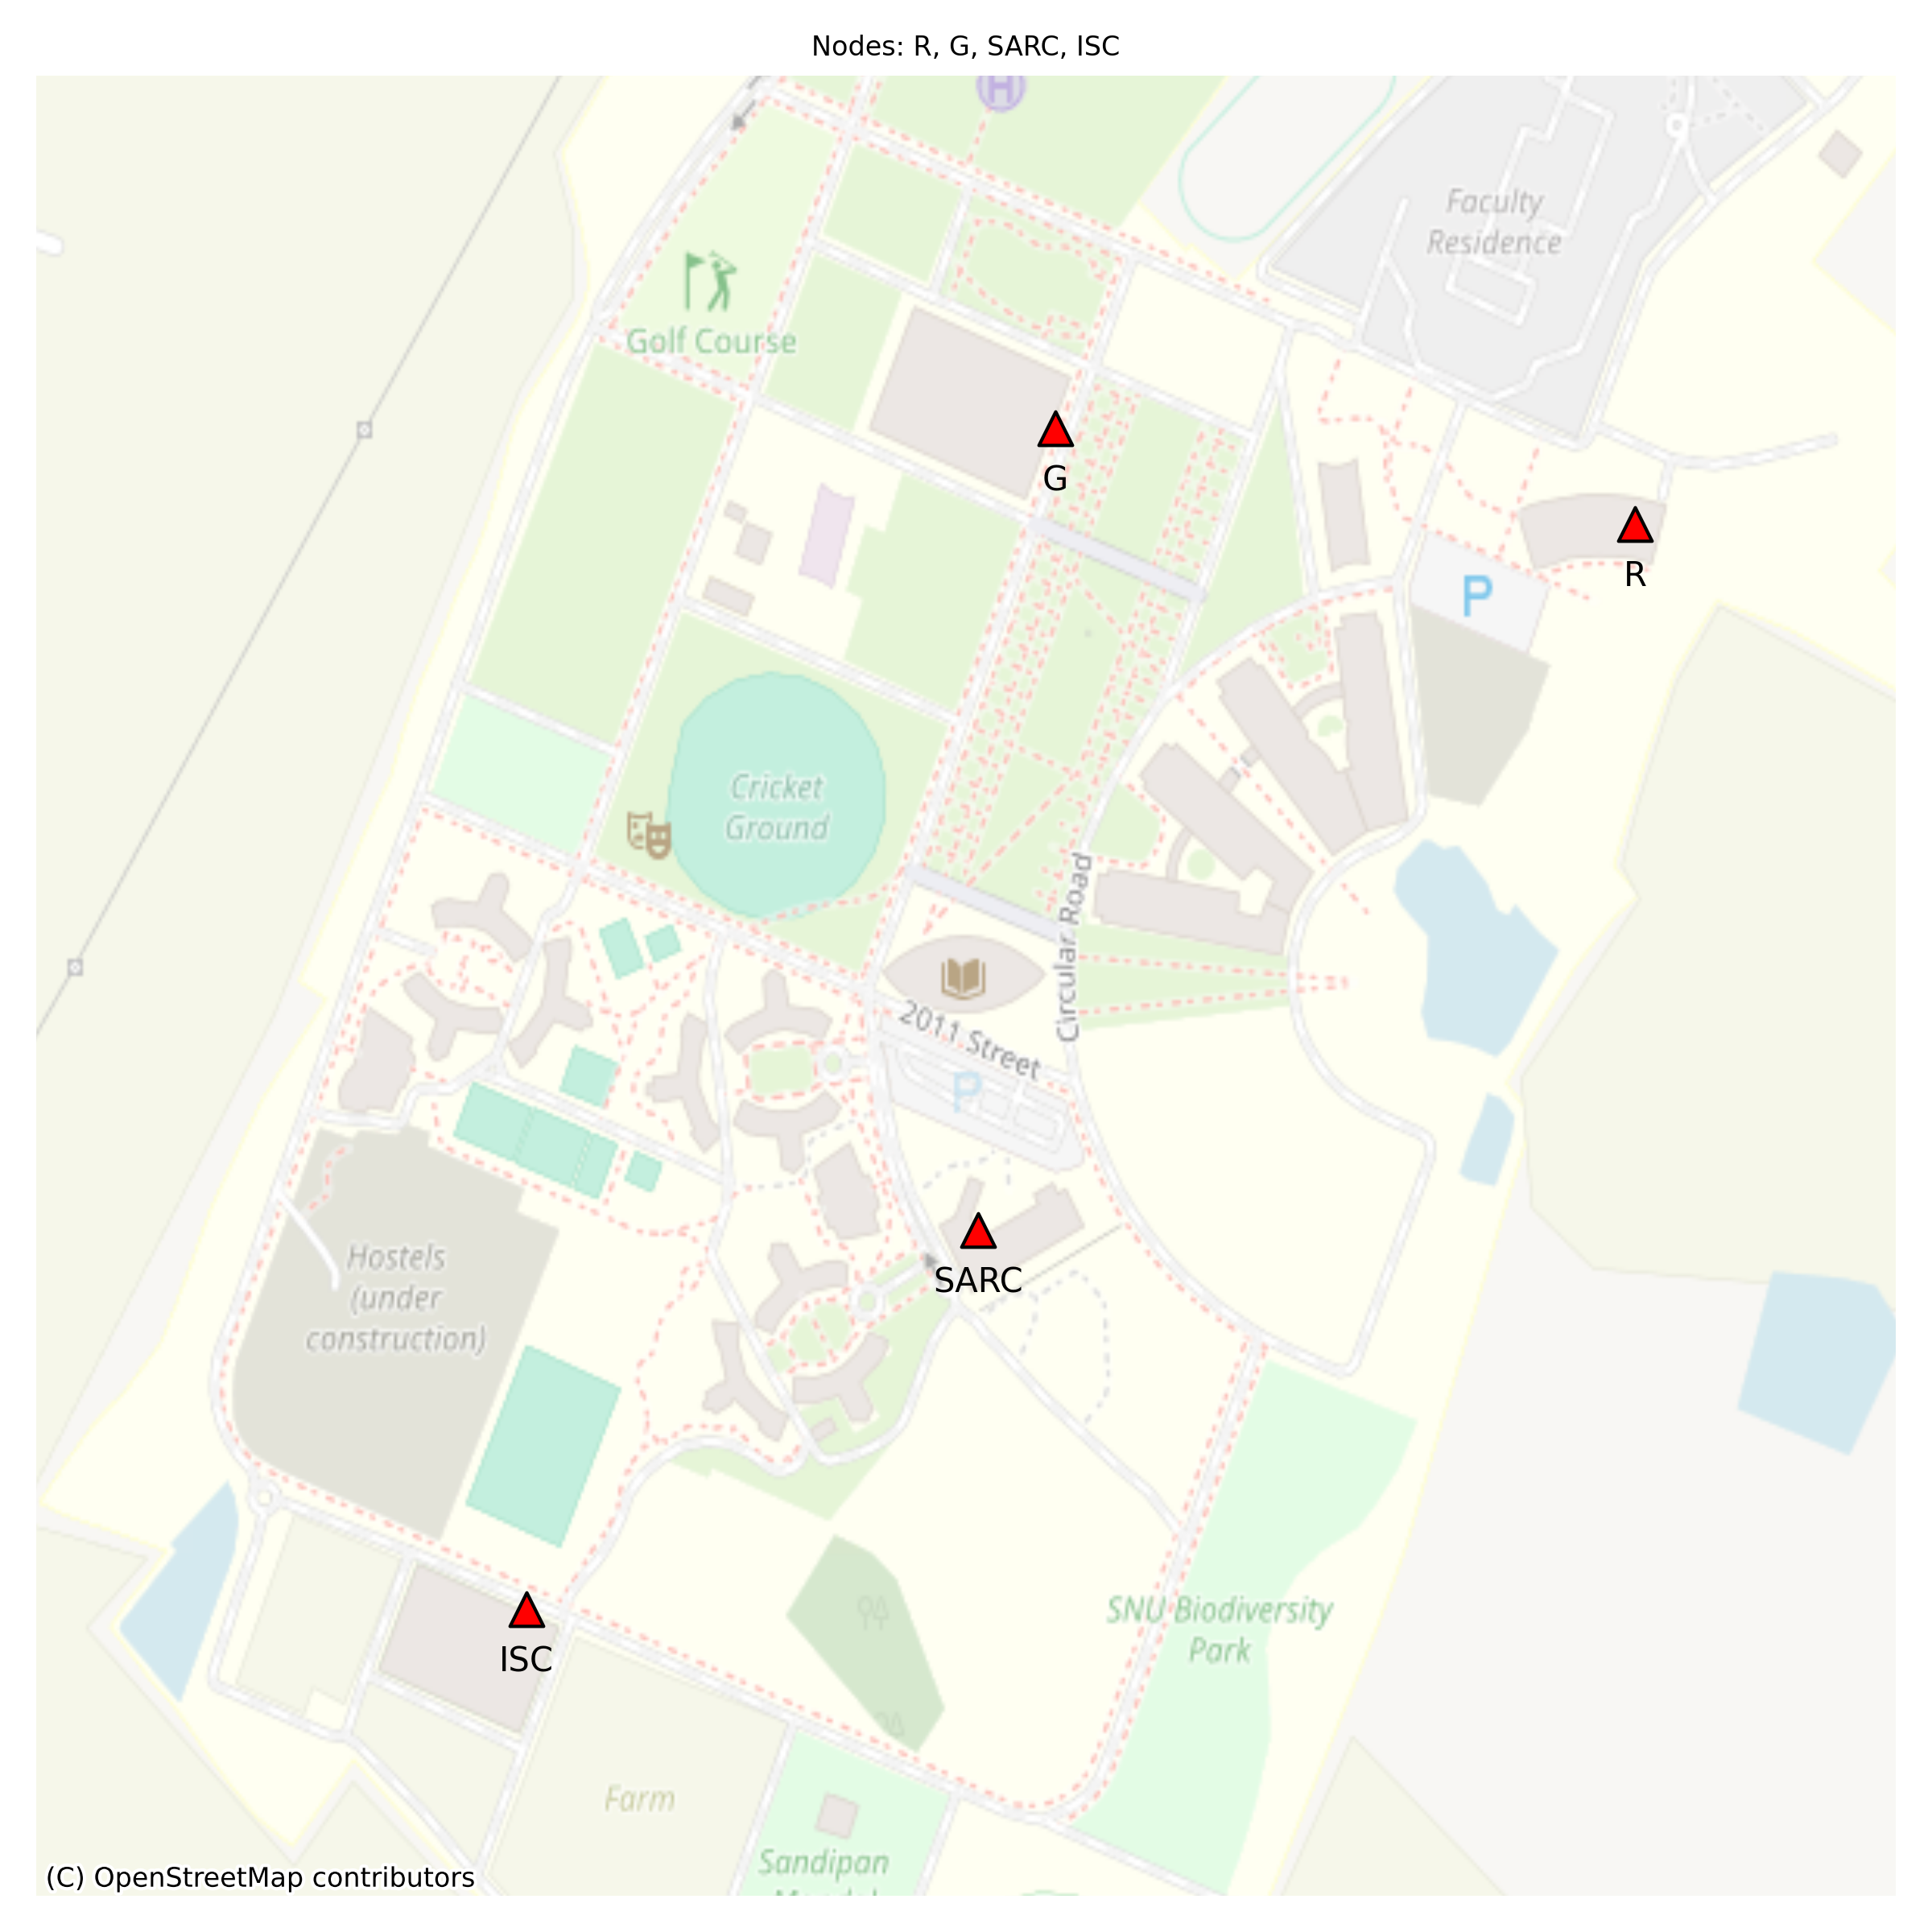 Nodes: R, G, SARC, ISC
H
Faculty
Residence
Golf Course
G
R
P
Cricket
Ground
Circular Road
2011 Street
P
SARC
Hostels
(under
construction)
ISC
SNU Biodiversity
Park
Farm
Sandipan
(C) OpenStreetMap contributors